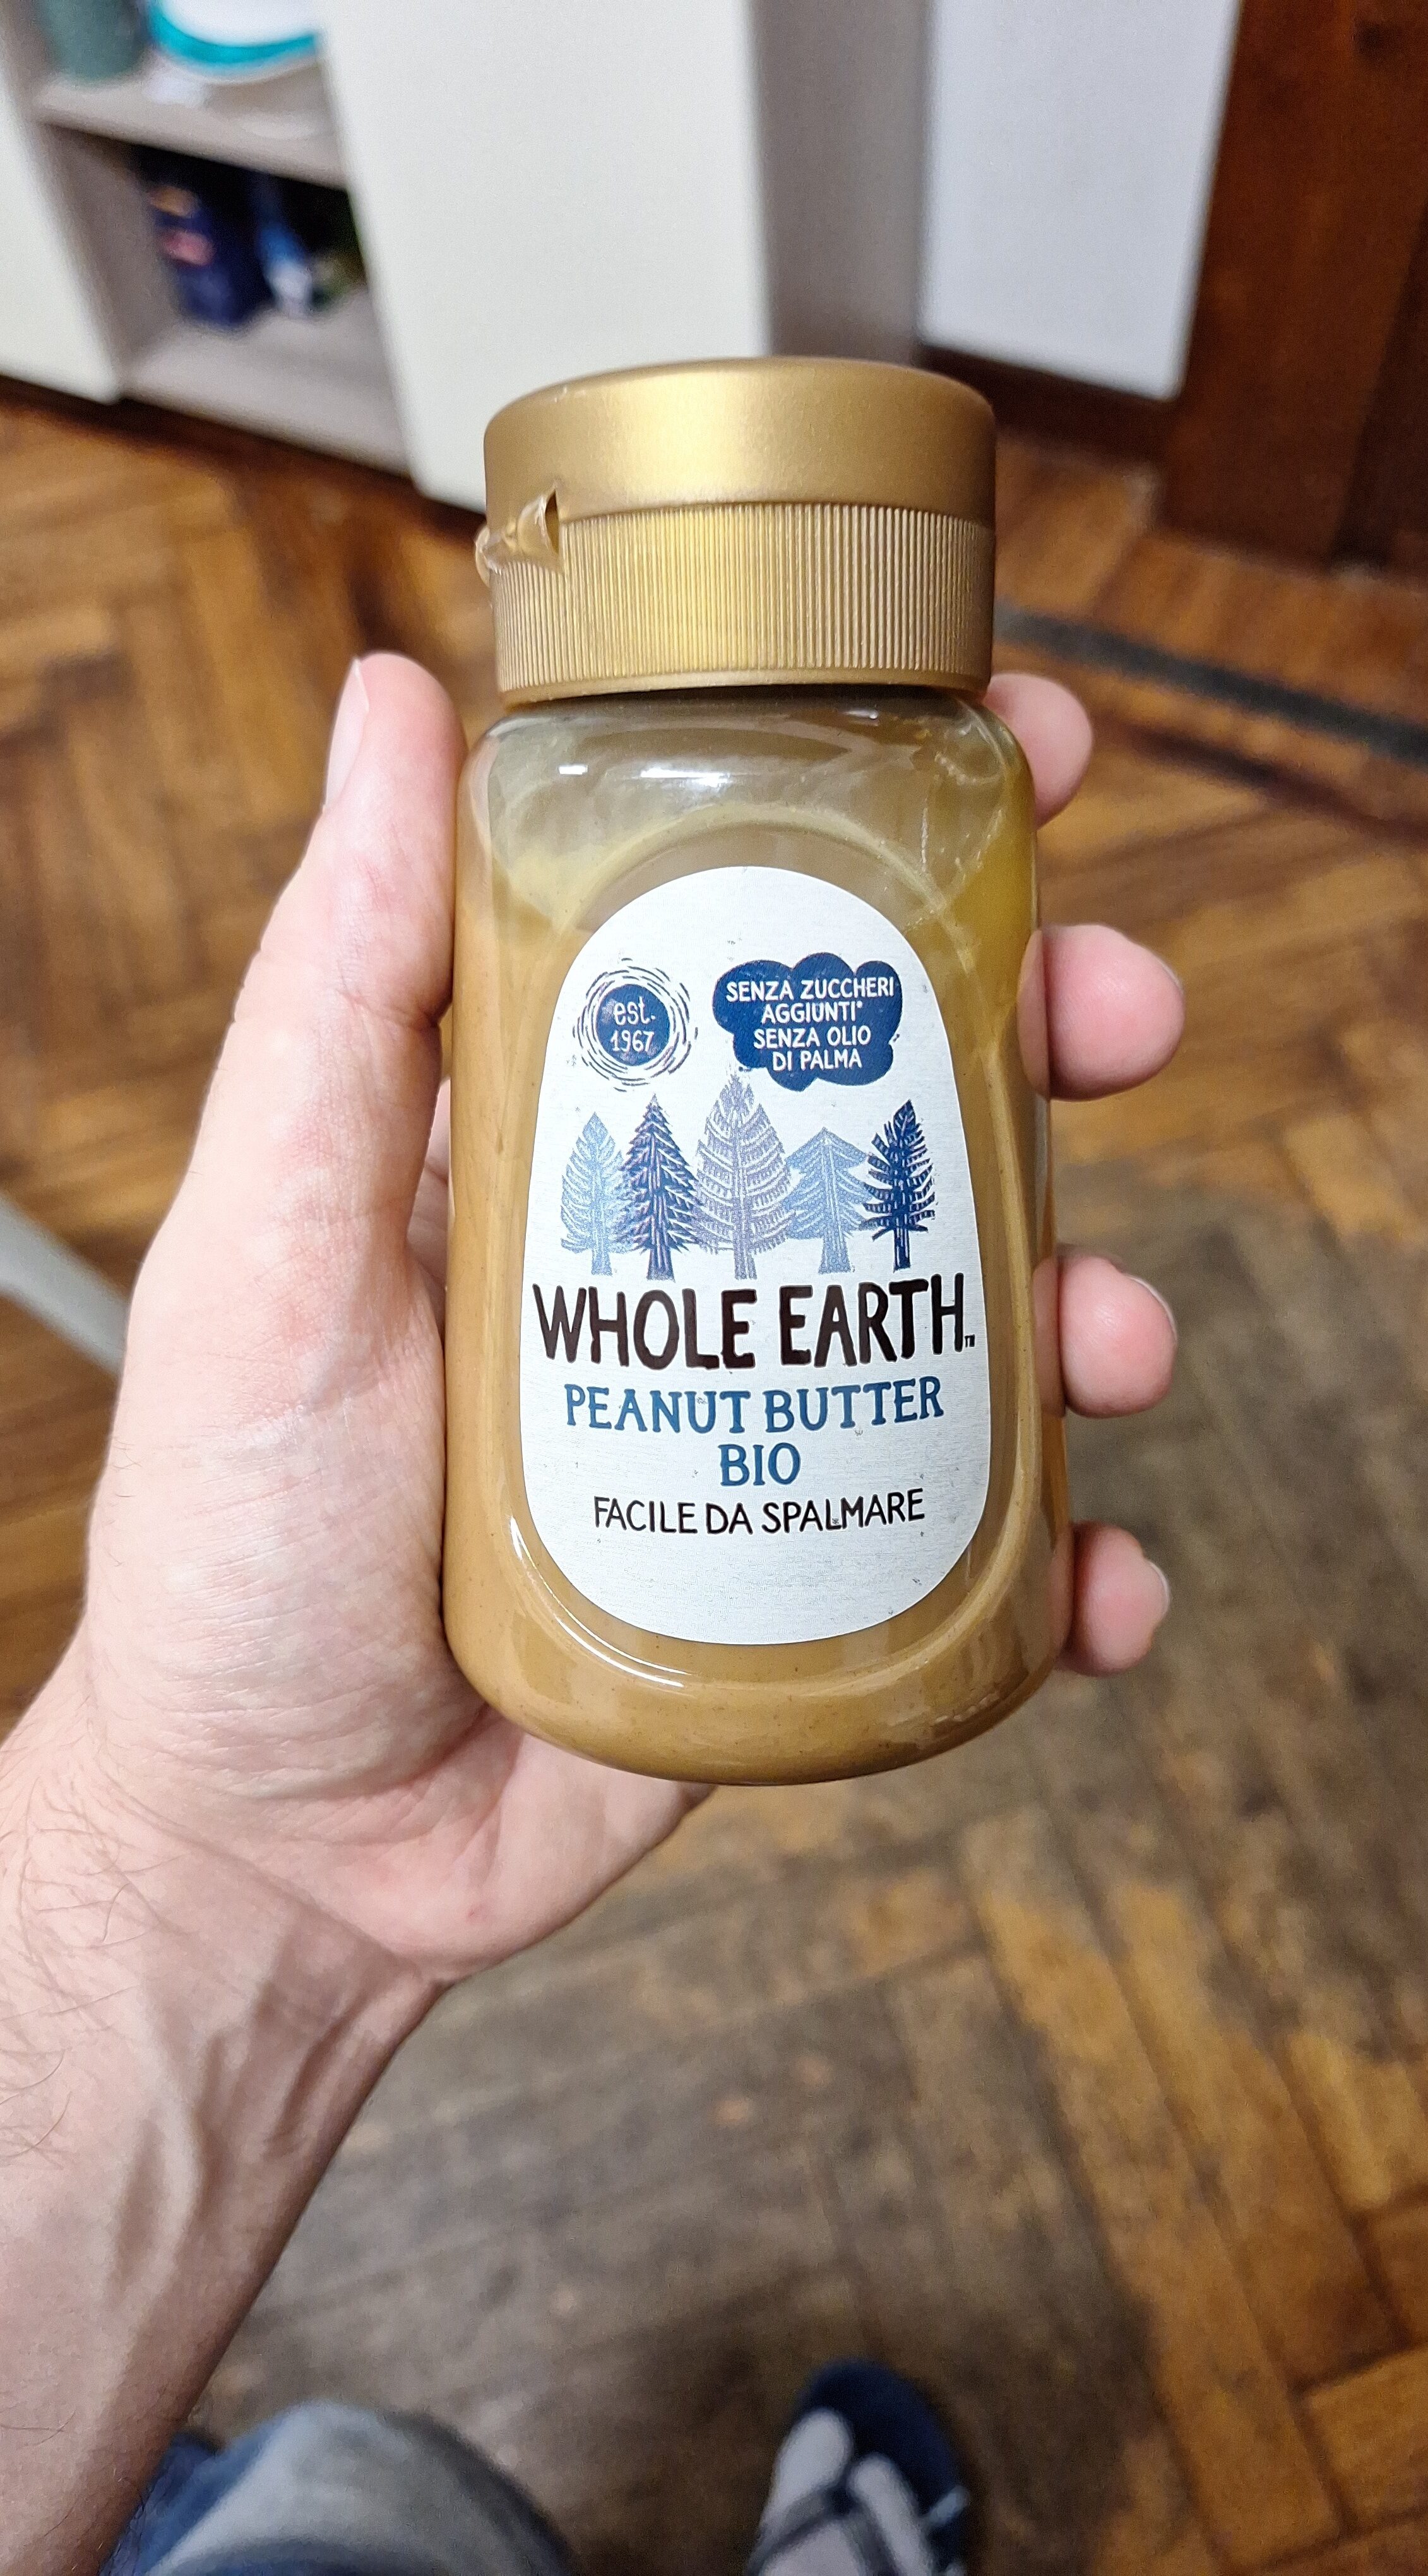 est.
1967
SENZA ZUCCHERI
AGGIUNTI*
SENZA OLIO
DI PALMA
WHOLE EARTH™
PEANUT BUTTER
BIO
FACILE DA SPALMARE